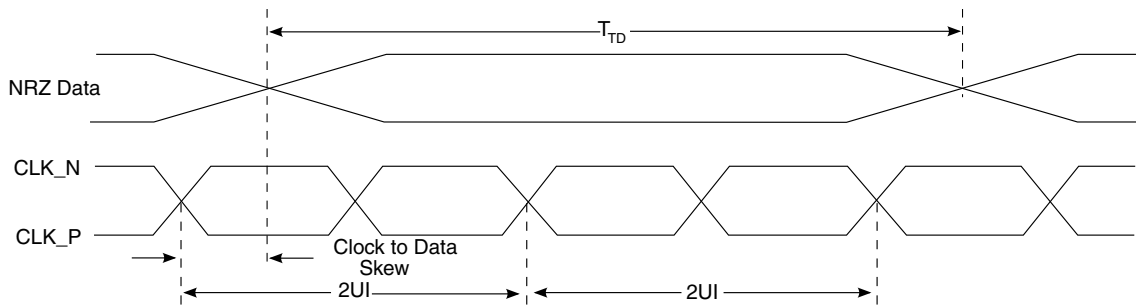 T_TD
NRZ Data
CLK_N
CLK_P
Clock to Data
Skew
2UI
2UI